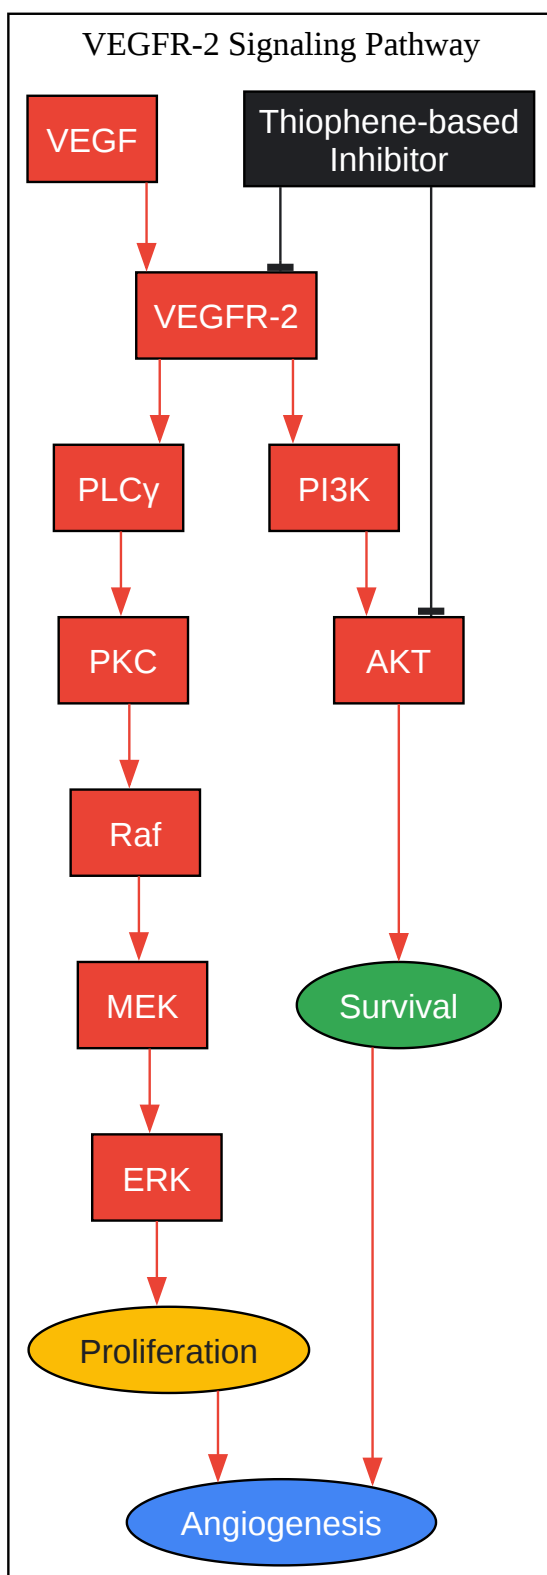 VEGFR-2 Signaling Pathway
VEGF
Thiophene-based
Inhibitor
VEGFR-2
PLCγ
PI3K
PKC
AKT
Raf
MEK
Survival
ERK
Proliferation
Angiogenesis